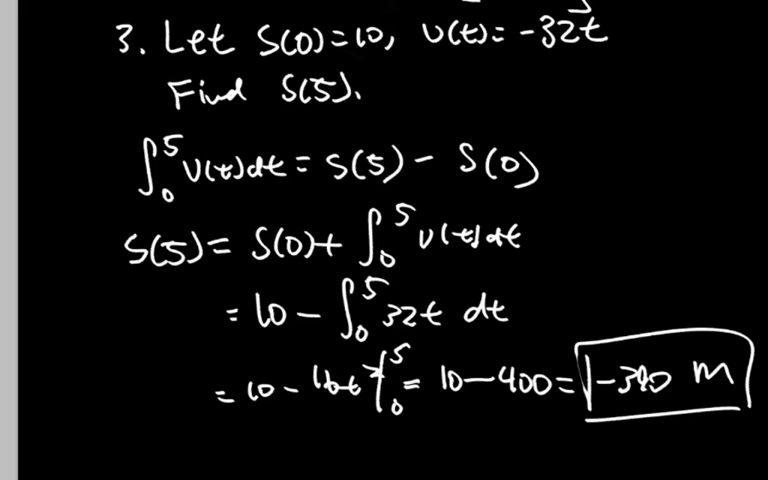 3. Let S(0)=10, v(t)=-32t
Find S(5).
∫₀⁵ v(t)dt = S(5) - S(0)
S(5) = S(0) + ∫₀⁵ v(t)dt
= 10 - ∫₀⁵ 32t dt
= 10 - 16t²|₀⁵ = 10 - 400 = -390 m